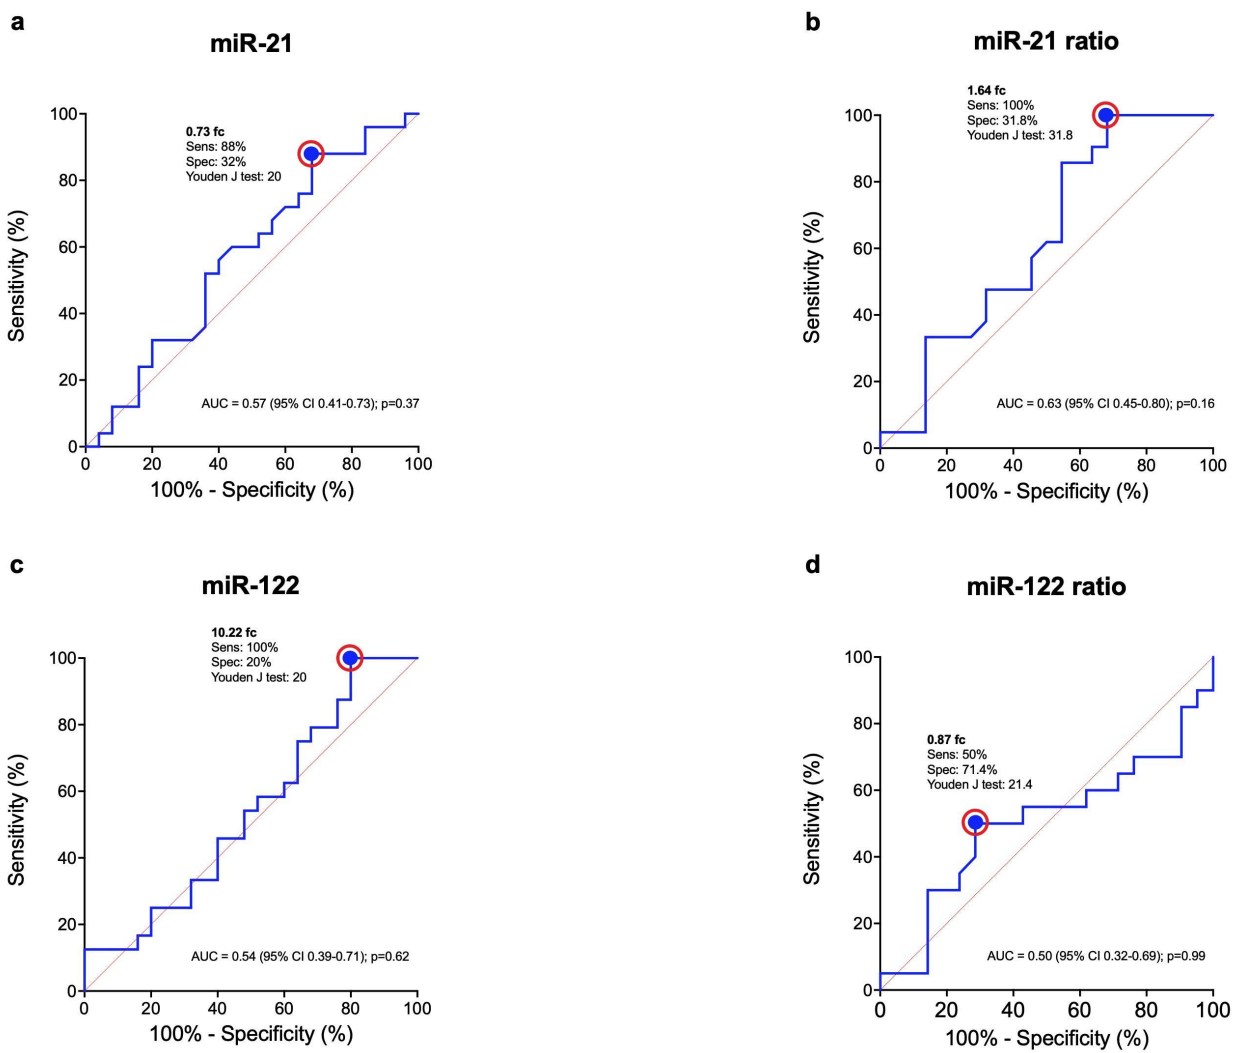 a
miR-21
0.73 fc
Sens: 88%
Spec: 32%
Youden J test: 20
100
80
60
40
20
0
Sensitivity (%)
AUC = 0.57 (95% CI 0.41-0.73); p=0.37
0 20 40 60 80 100
100% - Specificity (%)
b
miR-21 ratio
1.64 fc
Sens: 100%
Spec: 31.8%
Youden J test: 31.8
100
80
60
40
20
0
Sensitivity (%)
AUC = 0.63 (95% CI 0.45-0.80); p=0.16
0 20 40 60 80 100
100% - Specificity (%)
c
miR-122
10.22 fc
Sens: 100%
Spec: 20%
Youden J test: 20
100
80
60
40
20
0
Sensitivity (%)
AUC = 0.54 (95% CI 0.39-0.71); p=0.62
0 20 40 60 80 100
100% - Specificity (%)
d
miR-122 ratio
0.87 fc
Sens: 50%
Spec: 71.4%
Youden J test: 21.4
100
80
60
40
20
0
Sensitivity (%)
AUC = 0.50 (95% CI 0.32-0.69); p=0.99
0 20 40 60 80 100
100% - Specificity (%)